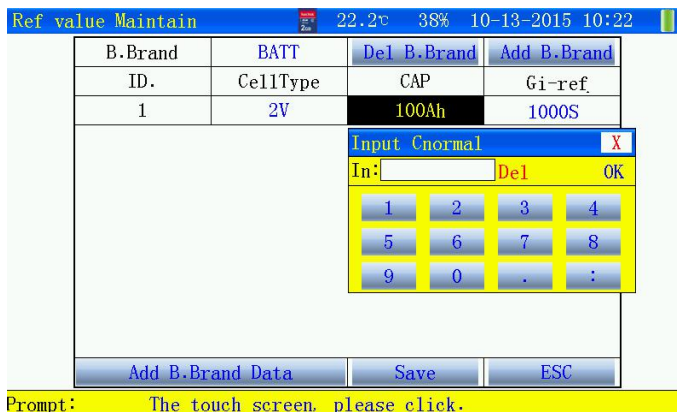 Ref value Maintain 22.2℃ 38% 10-13-2015 10:22
B.Brand BATT Del B.Brand Add B.Brand
ID. CellType CAP Gi-ref
1 2V 100Ah 1000S
Input Cnormal X
In: Del OK
1 2 3 4
5 6 7 8
9 0 . :
Add B.Brand Data Save ESC
Prompt: The touch screen, please click.